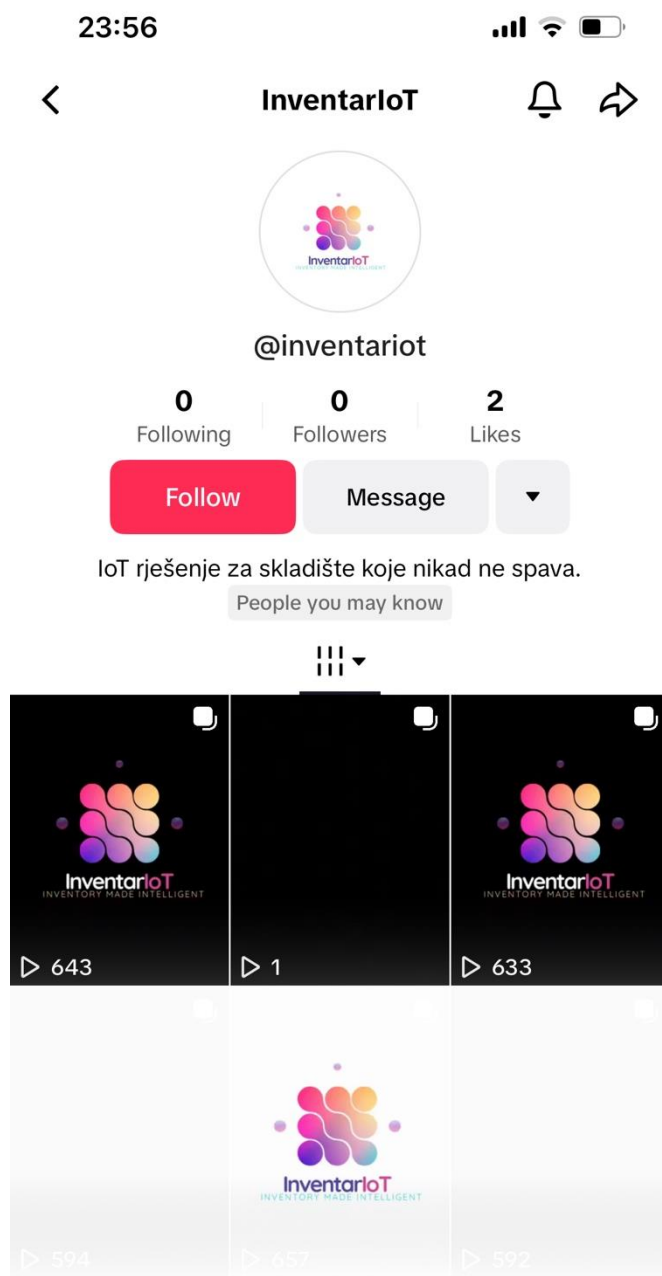 23:56
InventarIoT
InventarIoT
INVENTORY MADE INTELLIGENT
@inventariot
0 0 2
Following Followers Likes
Follow Message
IoT rješenje za skladište koje nikad ne spava.
People you may know
InventarIoT InventarIoT
INVENTORY MADE INTELLIGENT INVENTORY MADE INTELLIGENT
643 1 633
InventarIoT
INVENTORY MADE INTELLIGENT
594 657 592